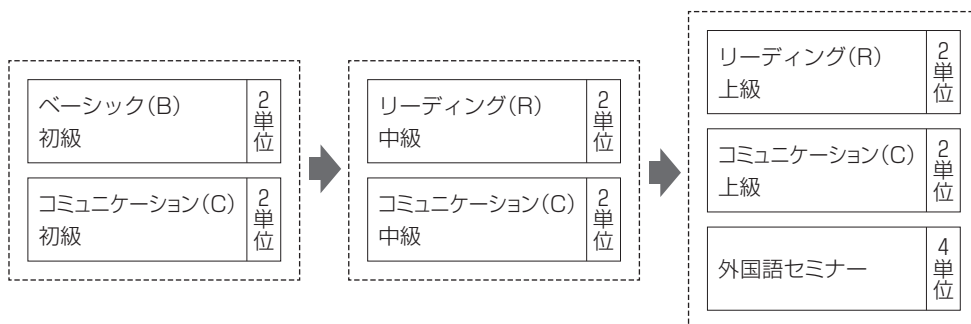 ベーシック(B)
初級
2単位
コミュニケーション(C)
初級
2単位
リーディング(R)
中級
2単位
コミュニケーション(C)
中級
2単位
リーディング(R)
上級
2単位
コミュニケーション(C)
上級
2単位
外国語セミナー
4単位